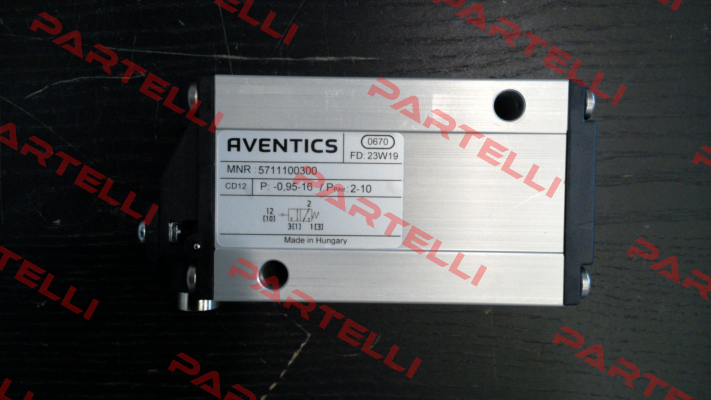 AVENTICS
0670
FD: 23W19
MNR : 5711100300
CD12
P: -0,95-16 / P : 2-10
2
12
[10]
3[1] 1[3]
Made in Hungary
PARTELLI
PARTELLI
PARTELLI
PARTELLI
PARTELLI
PARTELLI
PARTELLI